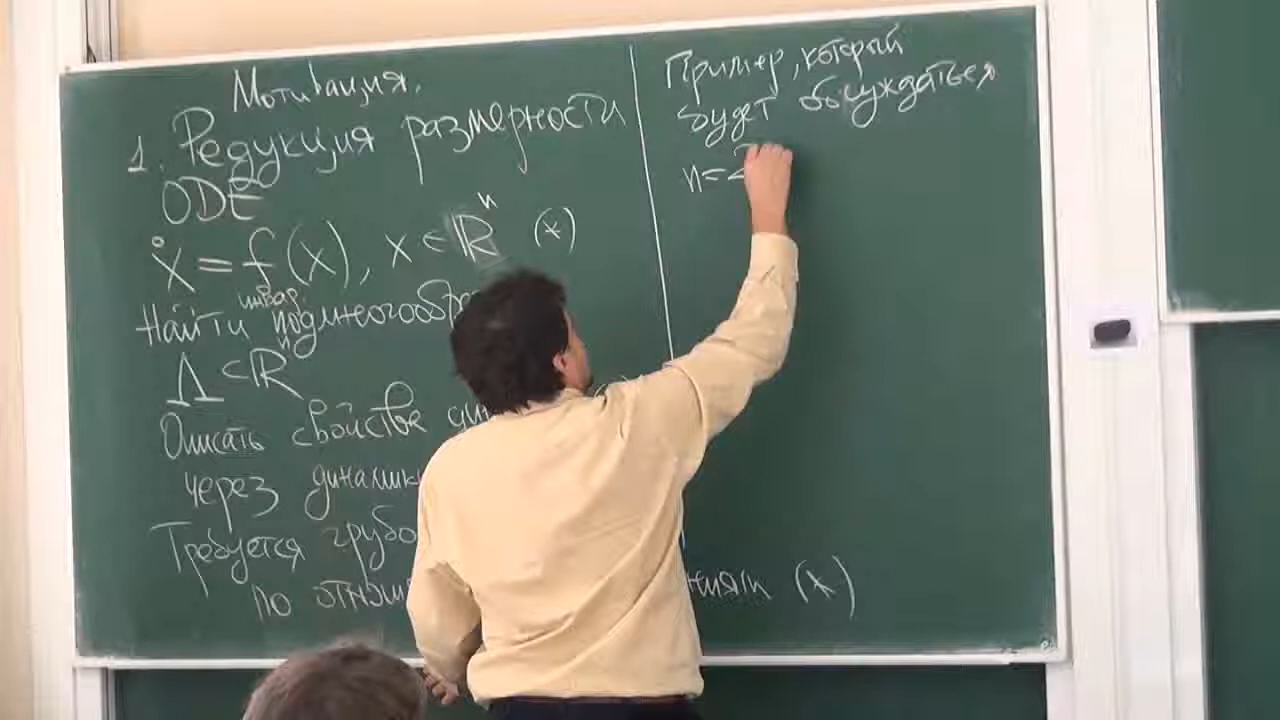 Мотивация.
1. Редукция размерности
ODE
ẋ = f(x), x ∈ ℝⁿ (*)
инвар.
Найти подмногообр
Λ ⊂ ℝ
Описать свойства
через динамик
Требуется грубо
по отнош
(*)
Пример, который
будет обсуждаться
n=2